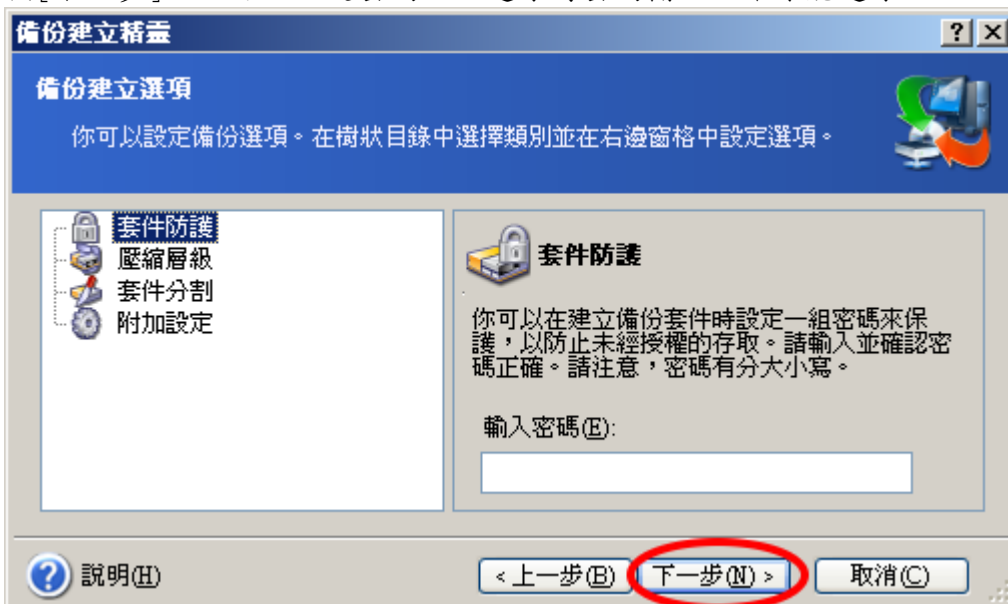 備份建立精靈
備份建立選項
你可以設定備份選項。在樹狀目錄中選擇類別並在右邊窗格中設定選項。
套件防護
壓縮層級
套件分割
附加設定
套件防護
你可以在建立備份套件時設定一組密碼來保
護，以防止未經授權的存取。請輸入並確認密
碼正確。請注意，密碼有分大小寫。
輸入密碼(E):
說明(H)
<上一步(B)
下一步(N) >
取消(C)